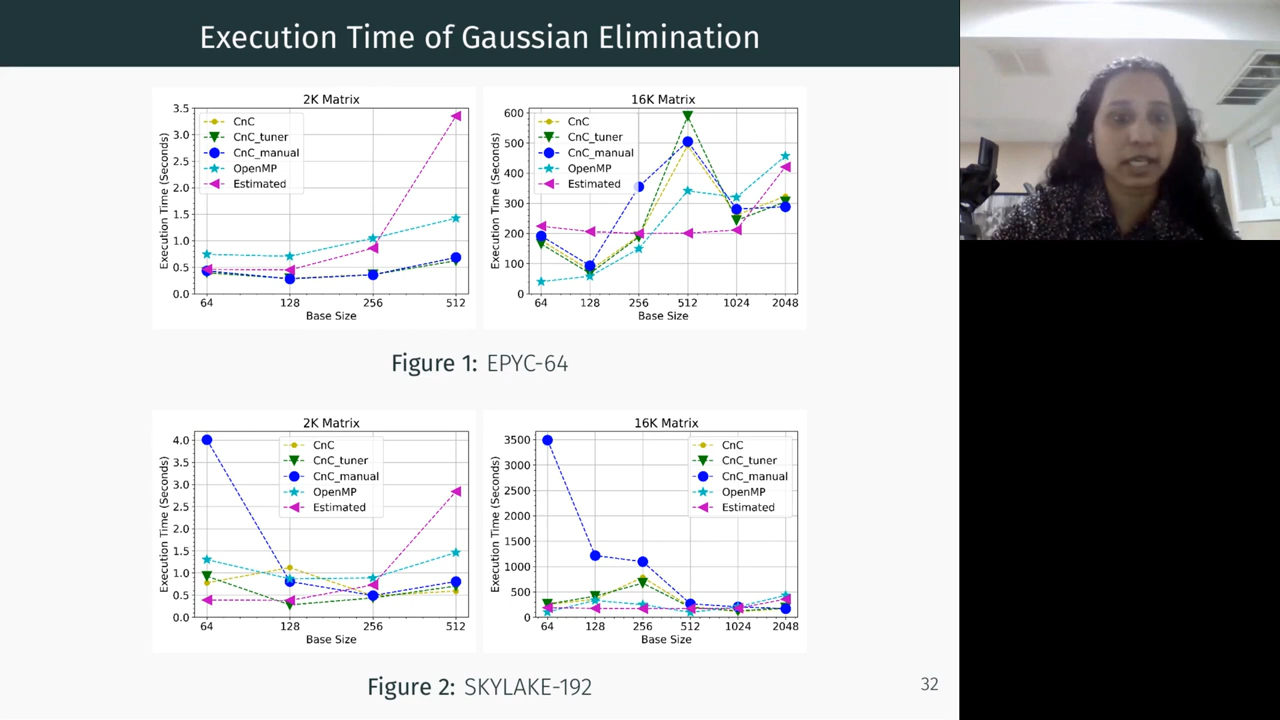 Execution Time of Gaussian Elimination
2K Matrix
Execution Time (Seconds)
3.5
3.0
2.5
2.0
1.5
1.0
0.5
0.0
CnC
CnC_tuner
CnC_manual
OpenMP
Estimated
64 128 256 512
Base Size
16K Matrix
Execution Time (Seconds)
600
500
400
300
200
100
0
CnC
CnC_tuner
CnC_manual
OpenMP
Estimated
64 128 256 512 1024 2048
Base Size
Figure 1: EPYC-64
2K Matrix
Execution Time (Seconds)
4.0
3.5
3.0
2.5
2.0
1.5
1.0
0.5
0.0
CnC
CnC_tuner
CnC_manual
OpenMP
Estimated
64 128 256 512
Base Size
16K Matrix
Execution Time (Seconds)
3500
3000
2500
2000
1500
1000
500
0
CnC
CnC_tuner
CnC_manual
OpenMP
Estimated
64 128 256 512 1024 2048
Base Size
Figure 2: SKYLAKE-192
32